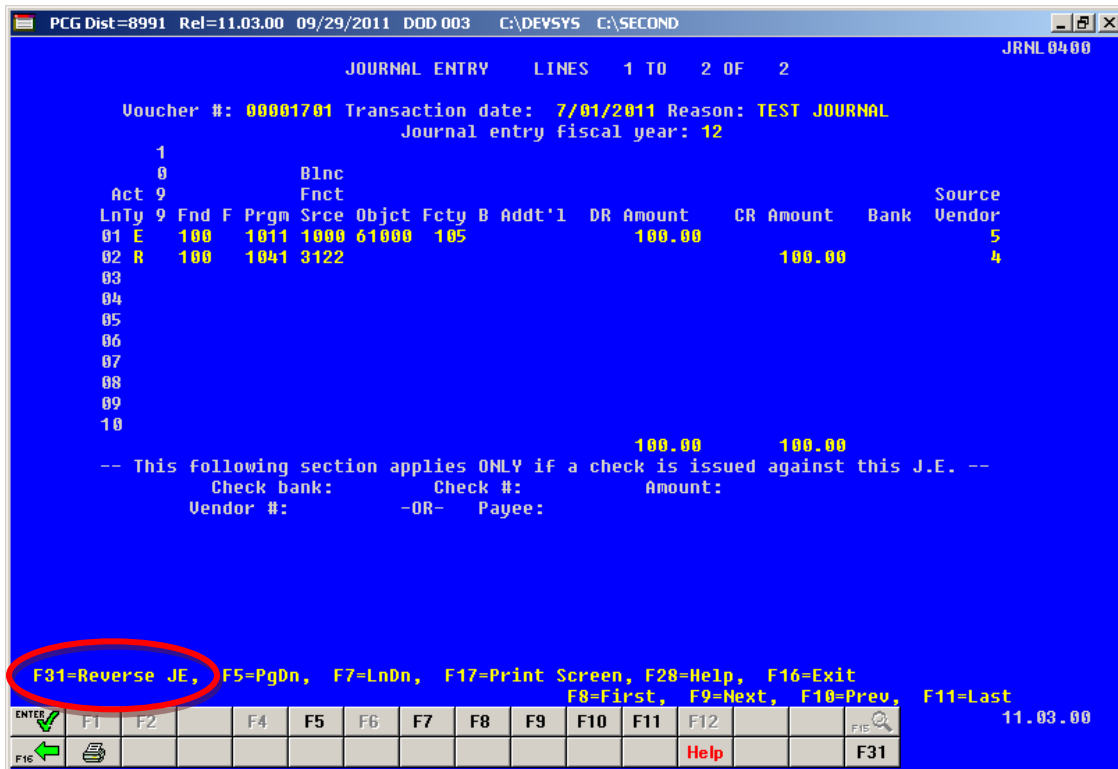 PCG Dist=8991 Rel=11.03.00 09/29/2011 DOD 003 C:\DEVSYS C:\SECOND
JRNL0400
JOURNAL ENTRY LINES 1 TO 2 OF 2
Voucher #: 00001701 Transaction date: 7/01/2011 Reason: TEST JOURNAL
Journal entry fiscal year: 12
1
0 Blnc
Act 9 Fnct Source
LnTy 9 Fnd F Prgm Srce Objct Fcty B Addt'l DR Amount CR Amount Bank Vendor
01 E 100 1011 1000 61000 105 100.00 5
02 R 100 1041 3122 100.00 4
03
04
05
06
07
08
09
10
100.00 100.00
-- This following section applies ONLY if a check is issued against this J.E. --
Check bank: Check #: Amount:
Vendor #: -OR- Payee:
F31=Reverse JE, F5=PgDn, F7=LnDn, F17=Print Screen, F28=Help, F16=Exit
F8=First, F9=Next, F10=Prev, F11=Last
ENTER F1 F2 F4 F5 F6 F7 F8 F9 F10 F11 F12 F15 11.03.00
F16 Help F31